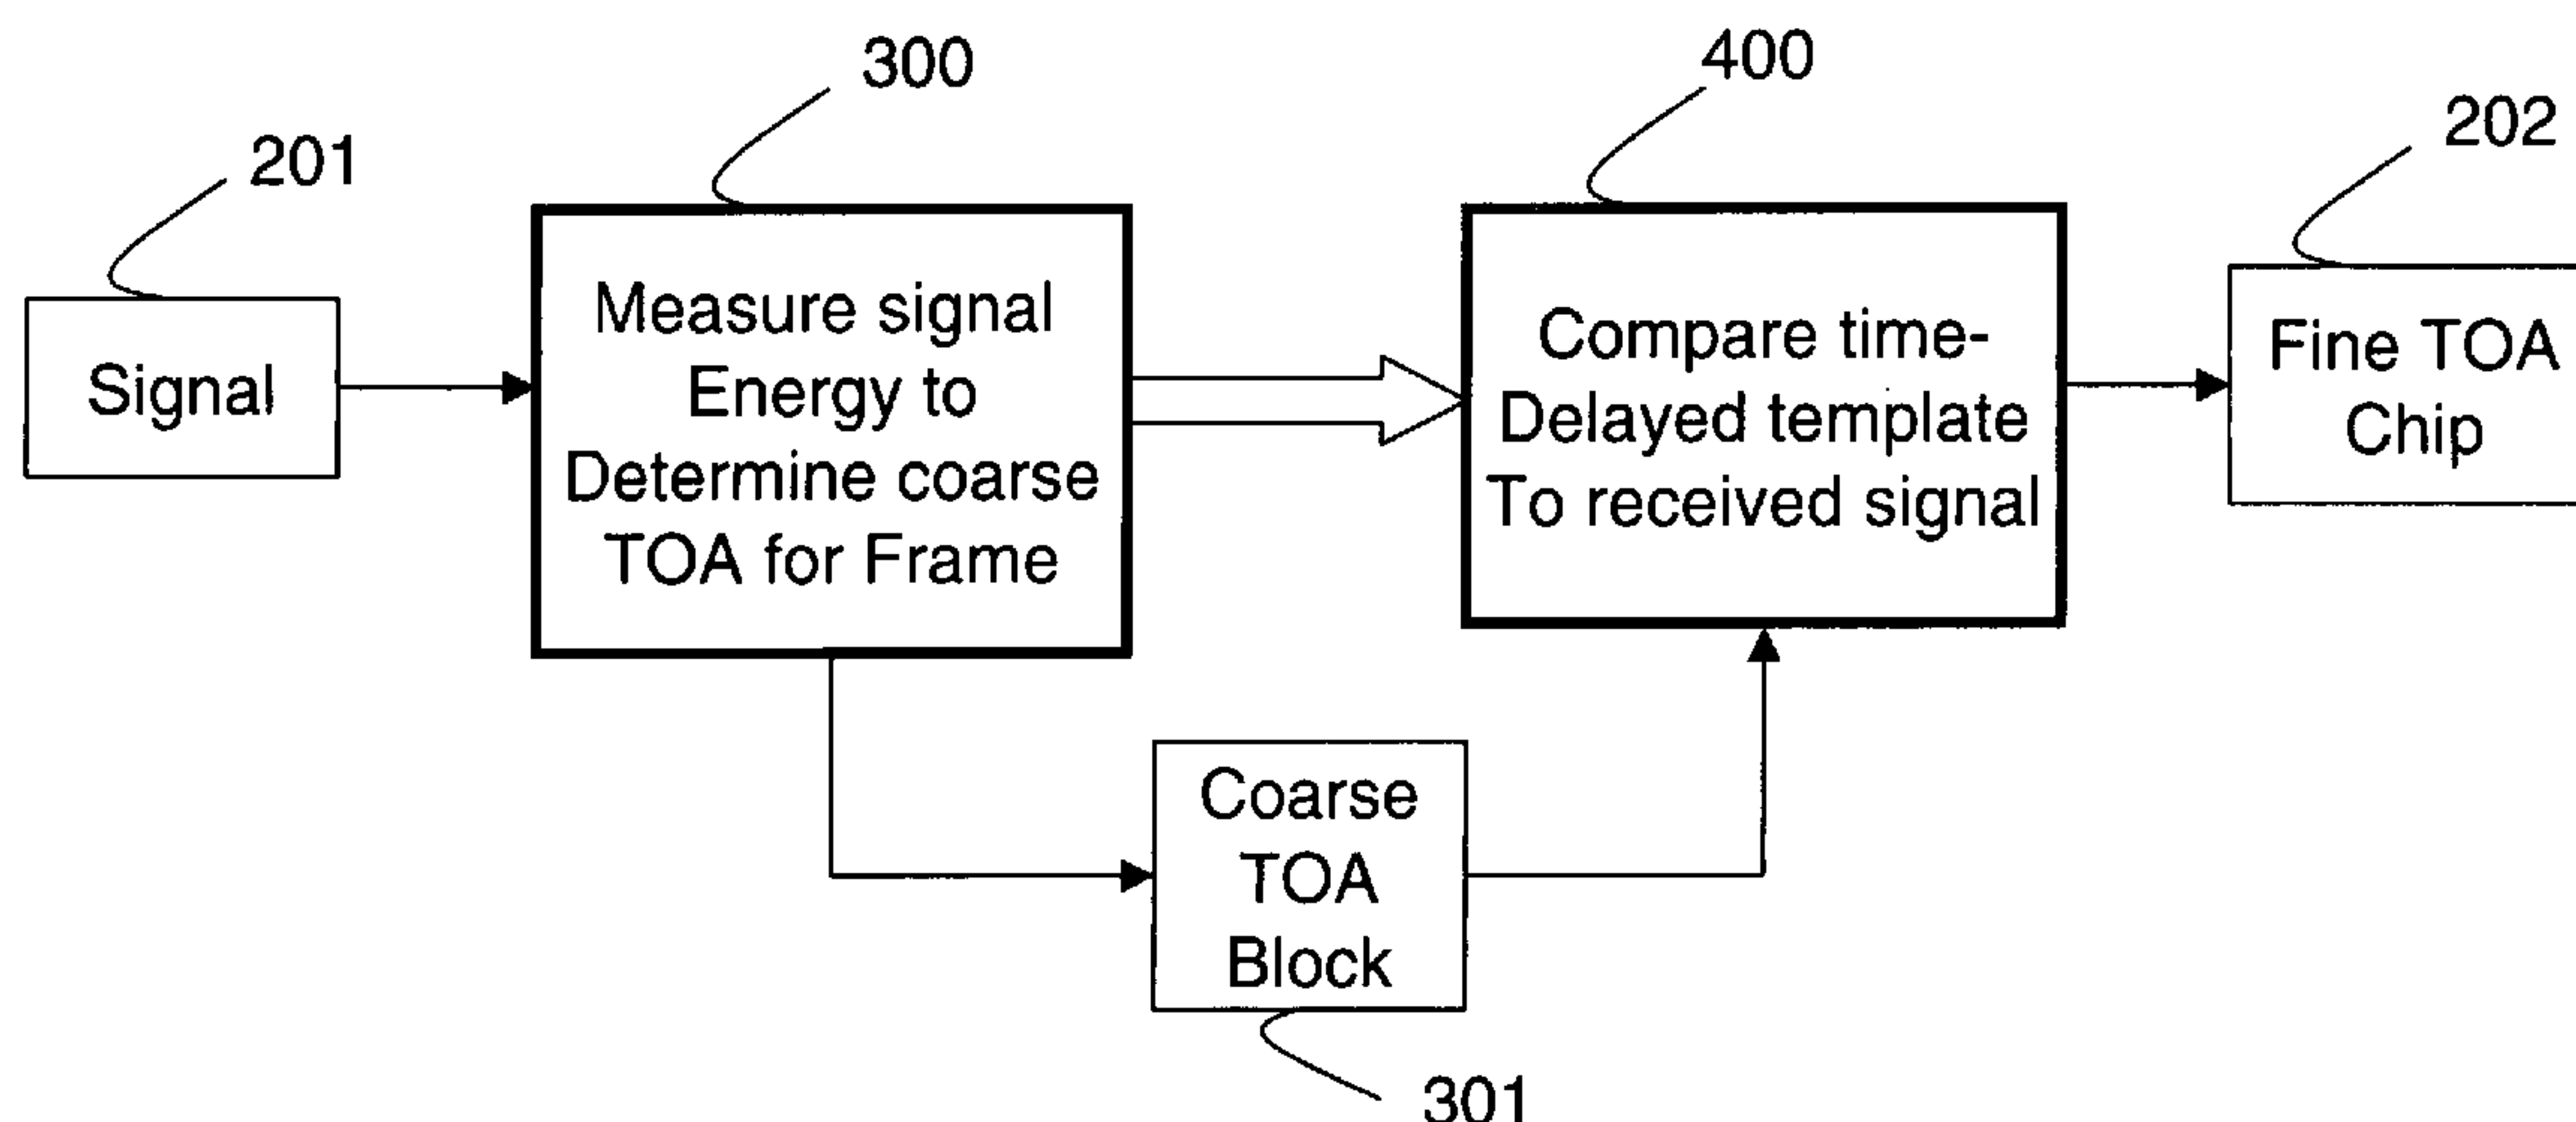 300
400
202
201
Signal
Measure signal
Energy to
Determine coarse
TOA for Frame
Compare time-
Delayed template
To received signal
Fine TOA
Chip
Coarse
TOA
Block
301